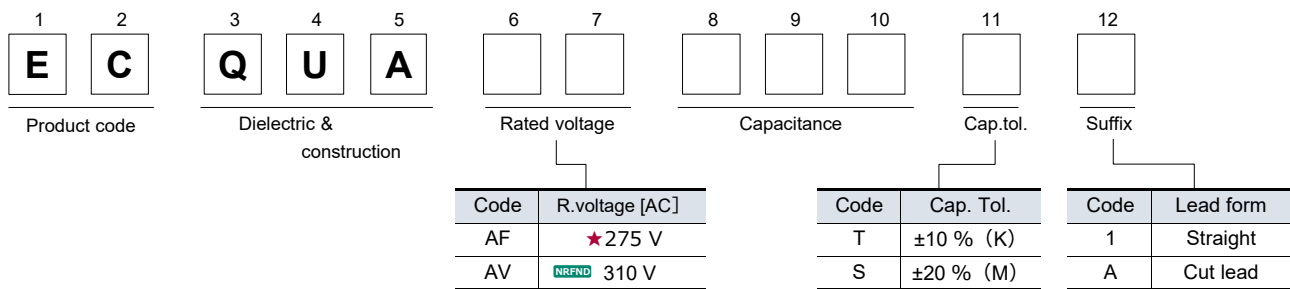 1 2 3 4 5 6 7 8 9 10 11 12
E C Q U A
Product code Dielectric & construction Rated voltage Capacitance Cap.tol. Suffix
Code R.voltage [AC]
AF ★275 V
AV NRFND 310 V
Code Cap. Tol.
T ±10 % (K)
S ±20 % (M)
Code Lead form
1 Straight
A Cut lead